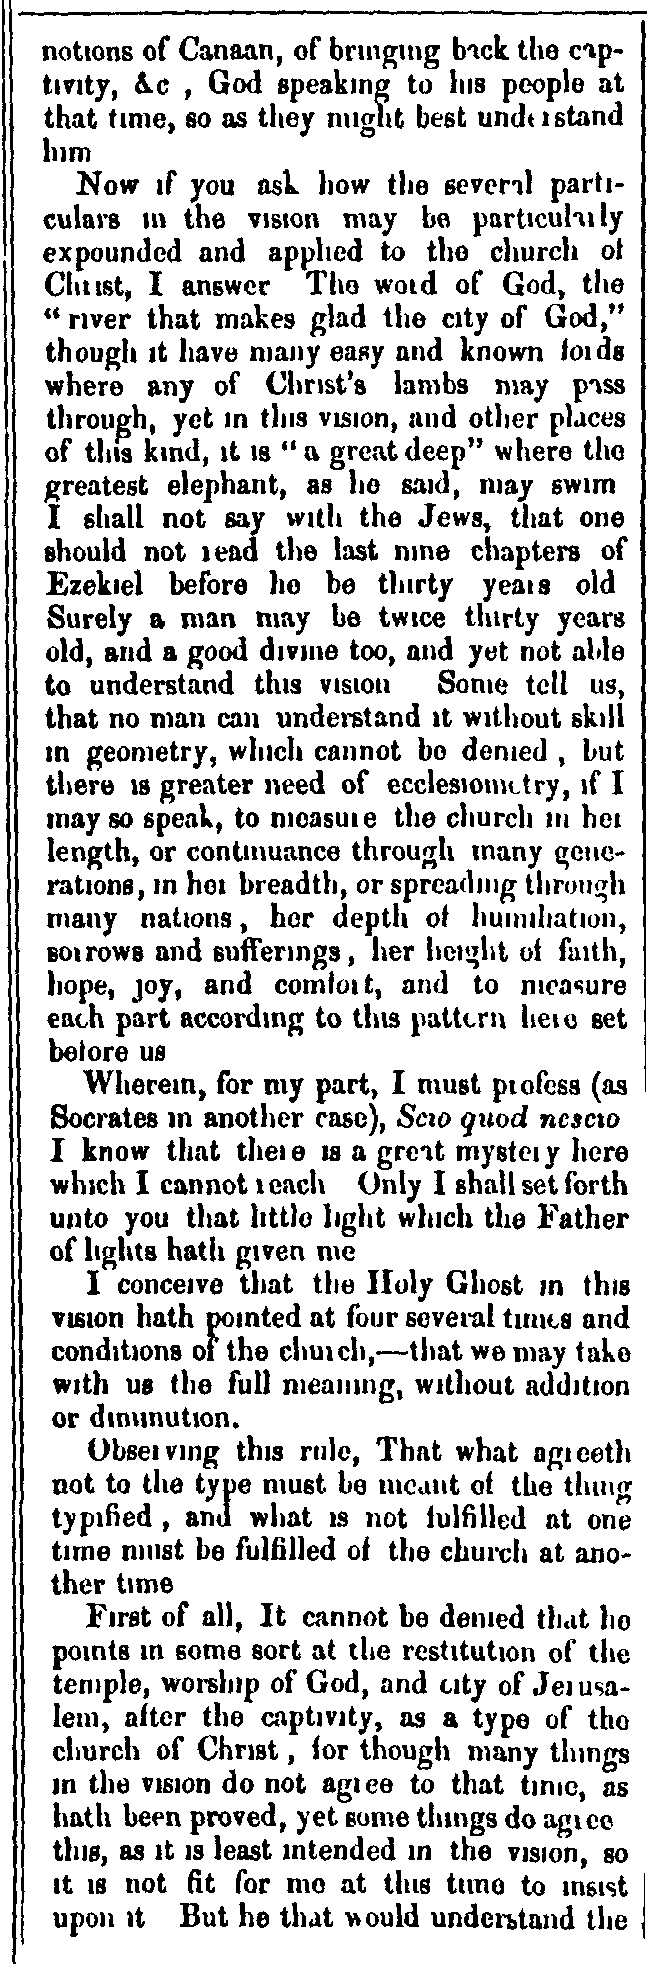 notions of Canaan, of bringing back the cap-
tivity, &c , God speaking to his people at
that time, so as they might best understand
him
Now if you ask how the several parti-
culars in the vision may be particularly
expounded and applied to the church of
Christ, I answer The word of God, the
“ river that makes glad the city of God,”
though it have many easy and known fords
where any of Christ's lambs may pass
through, yet in this vision, and other places
of this kind, it is “ a great deep” where the
greatest elephant, as he said, may swim
I shall not say with the Jews, that one
should not read the last nine chapters of
Ezekiel before he be thirty years old
Surely a man may be twice thirty years
old, and a good divine too, and yet not able
to understand this vision Some tell us,
that no man can understand it without skill
in geometry, which cannot be denied , but
there is greater need of ecclesiometry, if I
may so speak, to measure the church in her
length, or continuance through many gene-
rations, in her breadth, or spreading through
many nations, her depth of humiliation,
sorrows and sufferings, her height of faith,
hope, joy, and comfort, and to measure
each part according to this pattern here set
before us
Wherein, for my part, I must profess (as
Socrates in another case), Scio quod nescio
I know that there is a great mystery here
which I cannot reach Only I shall set forth
unto you that little light which the Father
of lights hath given me
I conceive that the Holy Ghost in this
vision hath pointed at four several times and
conditions of the church,—that we may take
with us the full meaning, without addition
or diminution.
Observing this rule, That what agreeth
not to the type must be meant of the thing
typified , and what is not fulfilled at one
time must be fulfilled of the church at ano-
ther time
First of all, It cannot be denied that he
points in some sort at the restitution of the
temple, worship of God, and city of Jerusa-
lem, after the captivity, as a type of the
church of Christ , for though many things
in the vision do not agree to that time, as
hath been proved, yet some things do agree
this, as it is least intended in the vision, so
it is not fit for me at this time to insist
upon it But he that would understand the